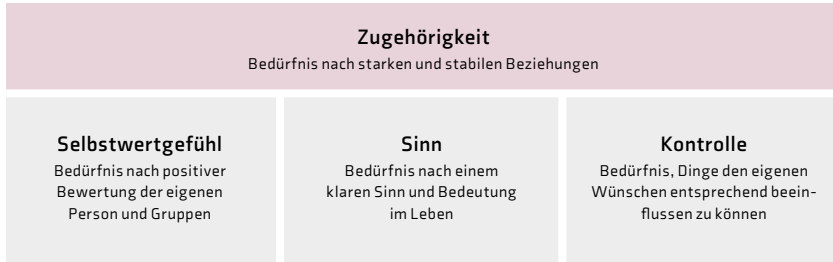 Zugehörigkeit
Bedürfnis nach starken und stabilen Beziehungen
Selbstwertgefühl
Bedürfnis nach positiver
Bewertung der eigenen
Person und Gruppen
Sinn
Bedürfnis nach einem
klaren Sinn und Bedeutung
im Leben
Kontrolle
Bedürfnis, Dinge den eigenen
Wünschen entsprechend beein-
flussen zu können